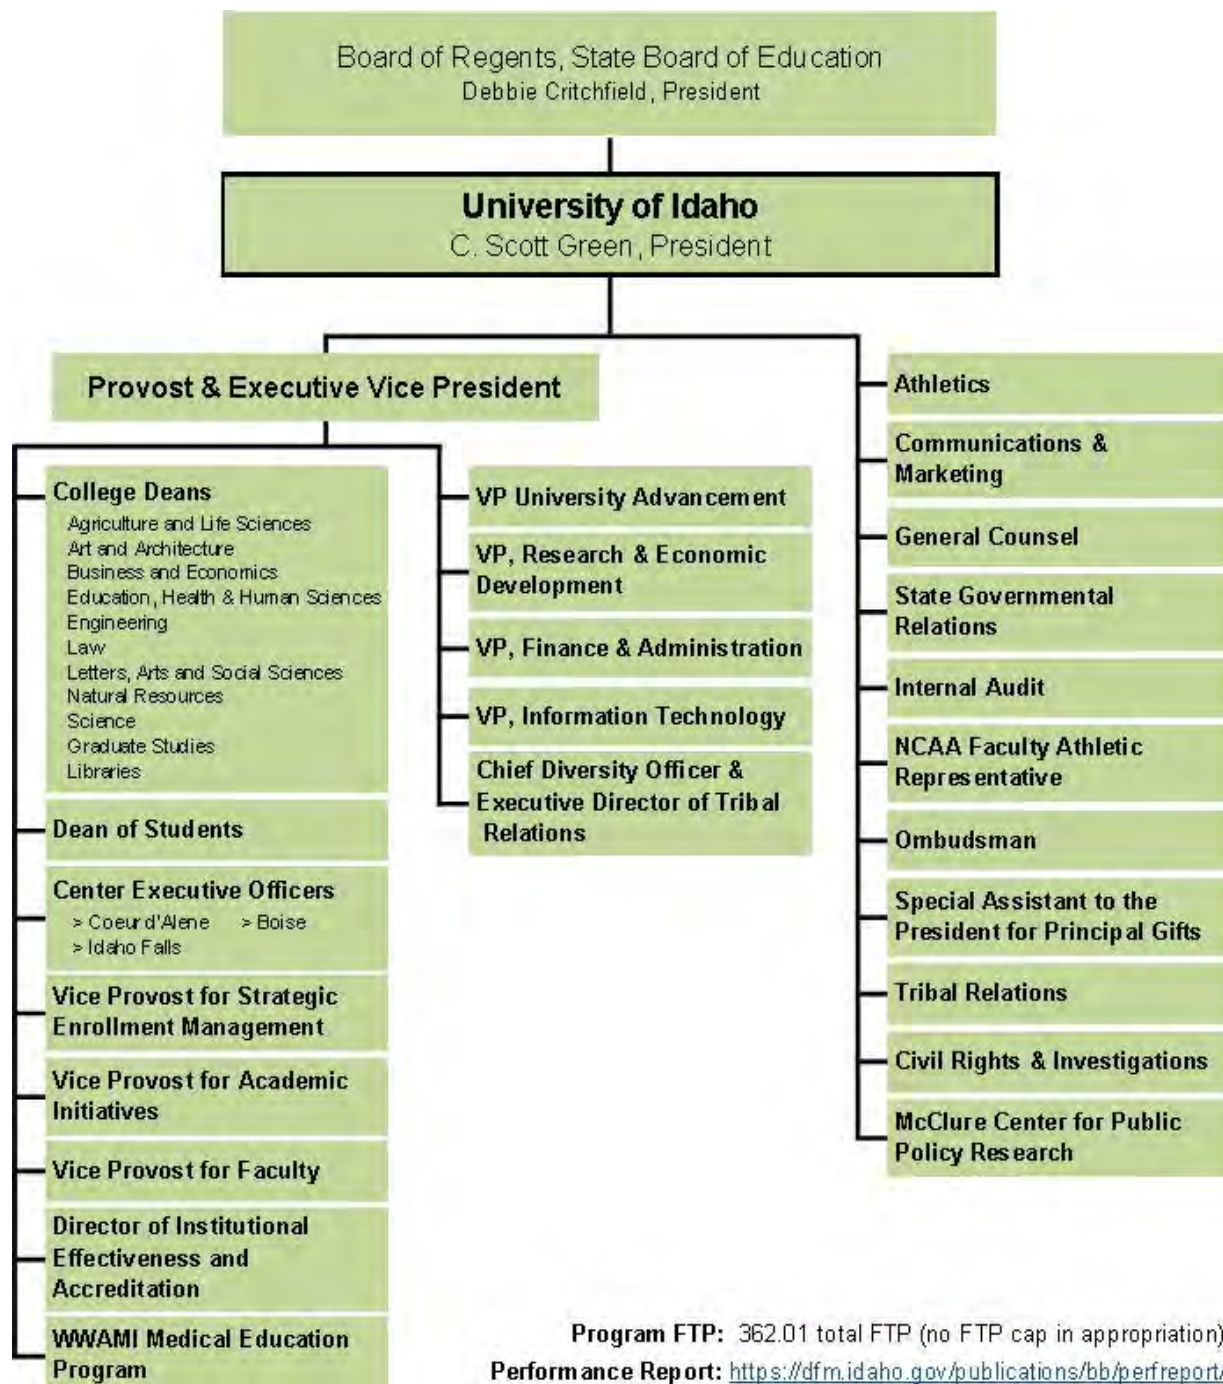 Board of Regents, State Board of Education
Debbie Critchfield, President
University of Idaho
C. Scott Green, President
Provost & Executive Vice President
College Deans
Agriculture and Life Sciences
Art and Architecture
Business and Economics
Education, Health & Human Sciences
Engineering
Law
Letters, Arts and Social Sciences
Natural Resources
Science
Graduate Studies
Libraries
Dean of Students
Center Executive Officers
> Coeur d'Alene > Boise
> Idaho Falls
Vice Provost for Strategic
Enrollment Management
Vice Provost for Academic
Initiatives
Vice Provost for Faculty
Director of Institutional
Effectiveness and
Accreditation
WWAMI Medical Education
Program
VP University Advancement
VP, Research & Economic
Development
VP, Finance & Administration
VP, Information Technology
Chief Diversity Officer &
Executive Director of Tribal
Relations
Athletics
Communications &
Marketing
General Counsel
State Governmental
Relations
Internal Audit
NCAA Faculty Athletic
Representative
Ombudsman
Special Assistant to the
President for Principal Gifts
Tribal Relations
Civil Rights & Investigations
McClure Center for Public
Policy Research
Program FTP: 362.01 total FTP (no FTP cap in appropriation)
Performance Report: https://dfm.idaho.gov/publications/bb/perfreport/